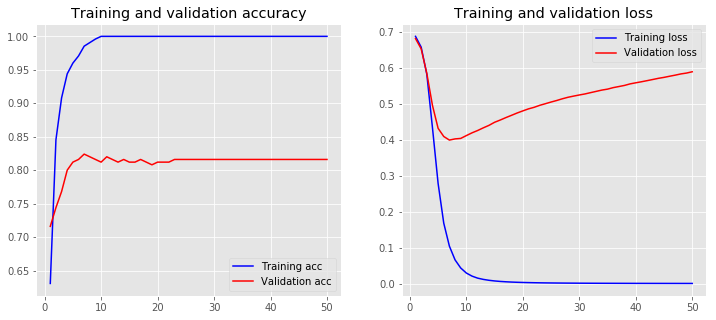 Training and validation accuracy
1.00
0.95
0.90
0.85
0.80
0.75
0.70
0.65
Training acc
Validation acc
0 10 20 30 40 50
Training and validation loss
0.7
0.6
0.5
0.4
0.3
0.2
0.1
0.0
Training loss
Validation loss
0 10 20 30 40 50